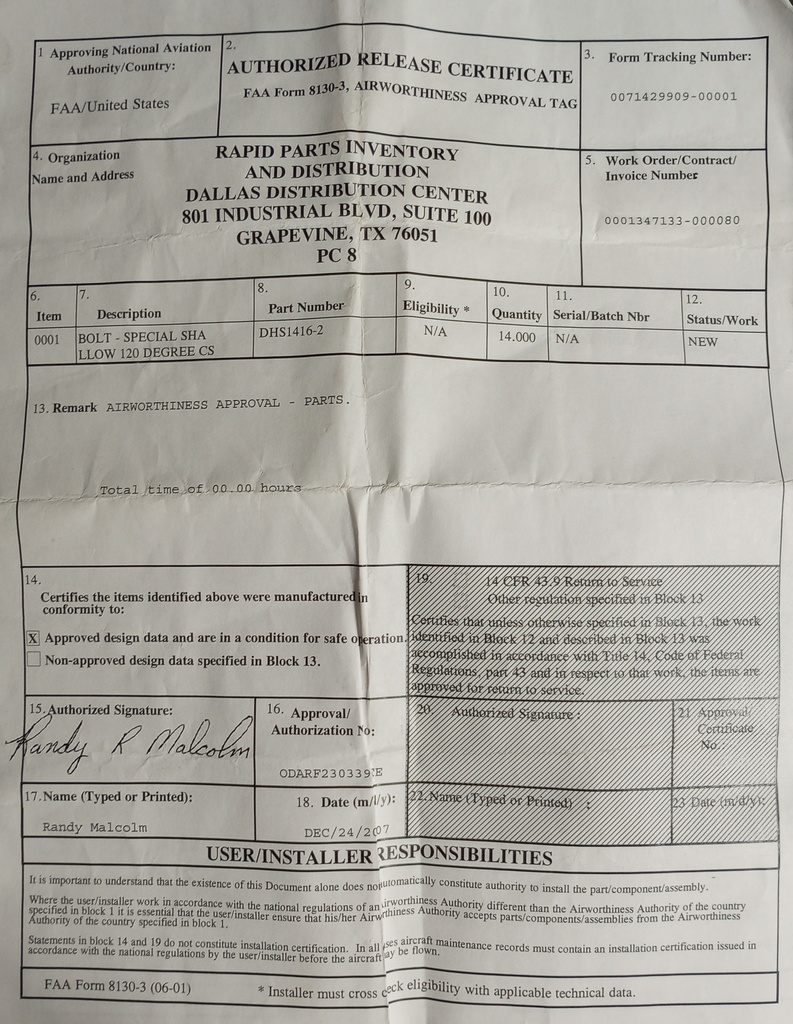 1 Approving National Aviation
Authority/Country:
FAA/United States
2.
AUTHORIZED RELEASE CERTIFICATE
FAA Form 8130-3, AIRWORTHINESS APPROVAL TAG
3. Form Tracking Number:
0071429909-00001
4. Organization
Name and Address
RAPID PARTS INVENTORY
AND DISTRIBUTION
DALLAS DISTRIBUTION CENTER
801 INDUSTRIAL BLVD, SUITE 100
GRAPEVINE, TX 76051
PC 8
5. Work Order/Contract/
Invoice Number
0001347133-000080
6. Item 7. Description 8. Part Number 9. Eligibility * 10. Quantity 11. Serial/Batch Nbr 12. Status/Work
0001 BOLT - SPECIAL SHA DHS1416-2 N/A 14.000 N/A NEW
LLOW 120 DEGREE CS
13. Remark AIRWORTHINESS APPROVAL - PARTS.
Total time of 00.00 hours
14.
Certifies the items identified above were manufactured in
conformity to:
X Approved design data and are in a condition for safe operation.
Non-approved design data specified in Block 13.
19. 14 CFR 43.9 Return to Service
Other regulation specified in Block 13
Certifies that unless otherwise specified in Block 13, the work
identified in Block 12 and described in Block 13 was
accomplished in accordance with Title 14, Code of Federal
Regulations, part 43 and in respect to that work, the items are
approved for return to service.
15. Authorized Signature:
Randy R Malcolm
16. Approval/
Authorization No:
ODARF230339
20. Authorized Signature :
21 Approval/
Certificate
No.
17. Name (Typed or Printed):
Randy Malcolm
18. Date (m/d/y):
DEC/24/2 07
22. Name (Typed or Printed) :
23 Date (m/d/y):
USER/INSTALLER RESPONSIBILITIES
It is important to understand that the existence of this Document alone does not automatically constitute authority to install the part/component/assembly.
Where the user/installer work in accordance with the national regulations of an Airworthiness Authority different than the Airworthiness Authority of the country
specified in block 1 it is essential that the user/installer ensure that his/her Airworthiness Authority accepts parts/components/assemblies from the Airworthiness
Authority of the country specified in block 1.
Statements in block 14 and 19 do not constitute installation certification. In all cases aircraft maintenance records must contain an installation certification issued in
accordance with the national regulations by the user/installer before the aircraft may be flown.
FAA Form 8130-3 (06-01)
* Installer must cross check eligibility with applicable technical data.